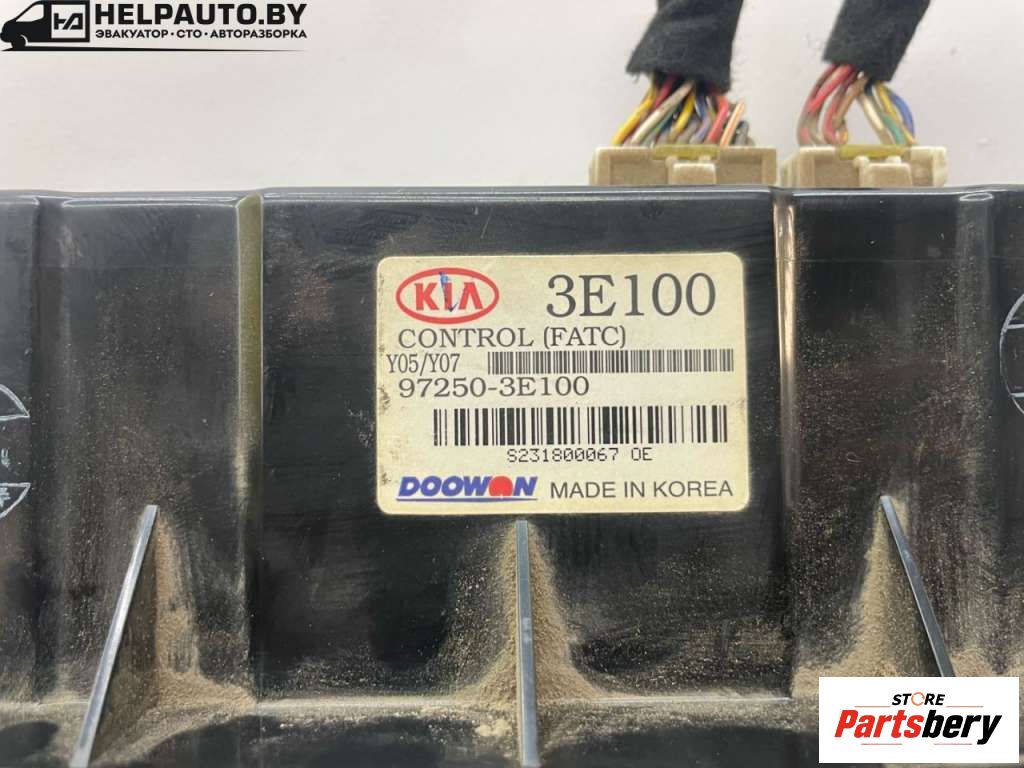 HELPAUTO.BY
ЭВАКУАТОР • СТО • АВТОРАЗБОРКА
KIA 3E100
CONTROL (FATC)
Y05/Y07
97250-3E100
S231800067 0E
DOOWON MADE IN KOREA
STORE
Partsbery